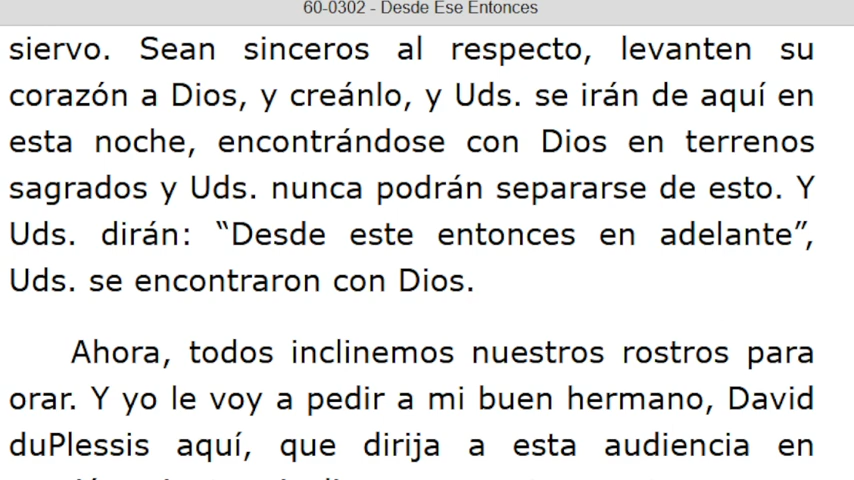 60-0302 - Desde Ese Entonces
siervo. Sean sinceros al respecto, levanten su
corazón a Dios, y creánlo, y Uds. se irán de aquí en
esta noche, encontrándose con Dios en terrenos
sagrados y Uds. nunca podrán separarse de esto. Y
Uds. dirán: “Desde este entonces en adelante”,
Uds. se encontraron con Dios.
Ahora, todos inclinemos nuestros rostros para
orar. Y yo le voy a pedir a mi buen hermano, David
duPlessis aquí, que dirija a esta audiencia en